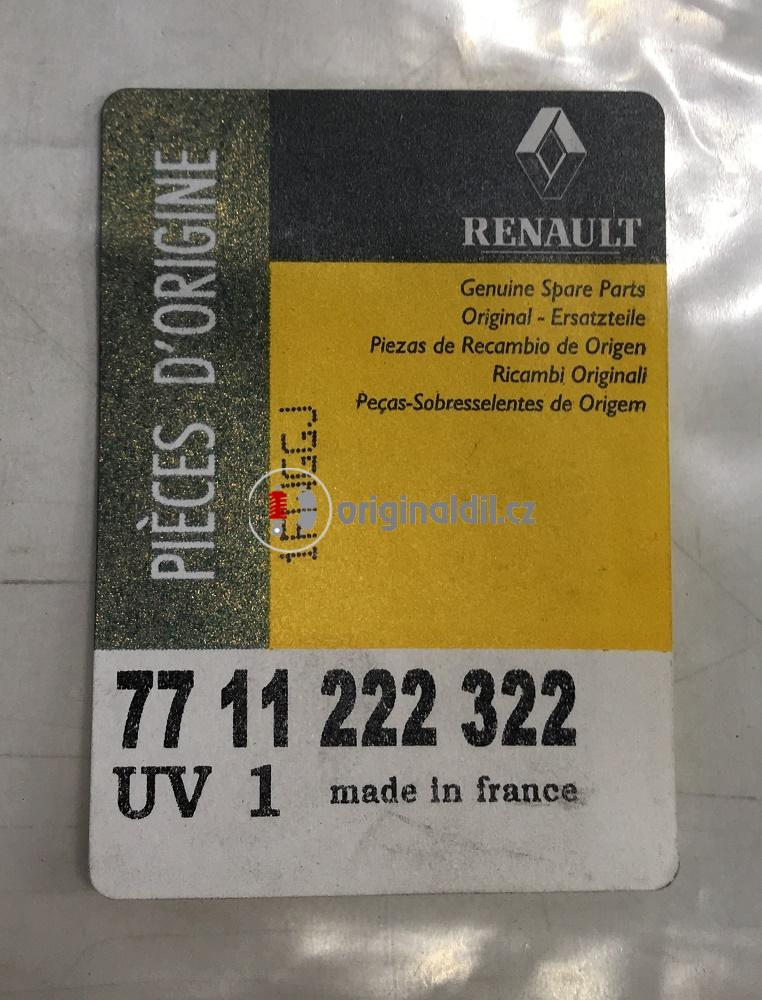 PIÈCES D'ORIGINE
RENAULT
Genuine Spare Parts
Original - Ersatzteile
Piezas de Recambio de Origen
Ricambi Originali
Peças-Sobresselentes de Origem
originaldil.cz
77 11 222 322
UV 1 made in france